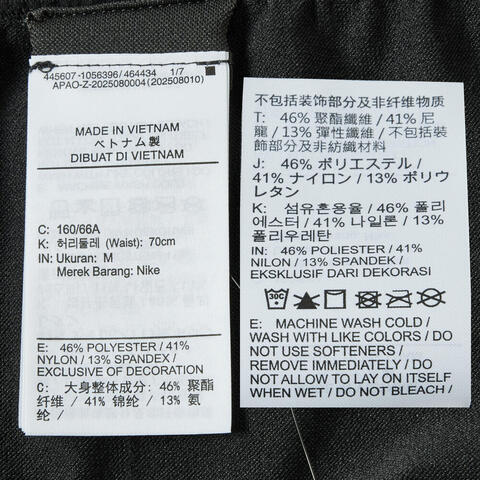 445607 -1056396 / 464434 1/7
APAO-Z-2025080004 (202508010)
MADE IN VIETNAM
ベトナム製
DIBUAT DI VIETNAM
C: 160/66A
K: 허리둘레 (Waist): 70cm
IN: Ukuran: M
Merek Barang: Nike
E: 46% POLYESTER / 41%
NYLON / 13% SPANDEX /
EXCLUSIVE OF DECORATION
C: 大身整体成分: 46% 聚酯
纤维 / 41% 锦纶 / 13% 氨
纶 /
不包括装饰部分及非纤维物质
T: 46% 聚酯纖維 / 41% 尼
龍 / 13% 彈性纖維 / 不包括裝
飾部分及非紡織材料
J: 46% ポリエステル /
41% ナイロン / 13% ポリウ
レタン
K: 섬유혼용율 / 46% 폴리
에스터 / 41% 나일론 / 13%
폴리우레탄
IN: 46% POLIESTER / 41%
NILON / 13% SPANDEK /
EKSKLUSIF DARI DEKORASI
30C
E: MACHINE WASH COLD /
WASH WITH LIKE COLORS / DO
NOT USE SOFTENERS /
REMOVE IMMEDIATELY / DO
NOT ALLOW TO LAY ON ITSELF
WHEN WET / DO NOT BLEACH /